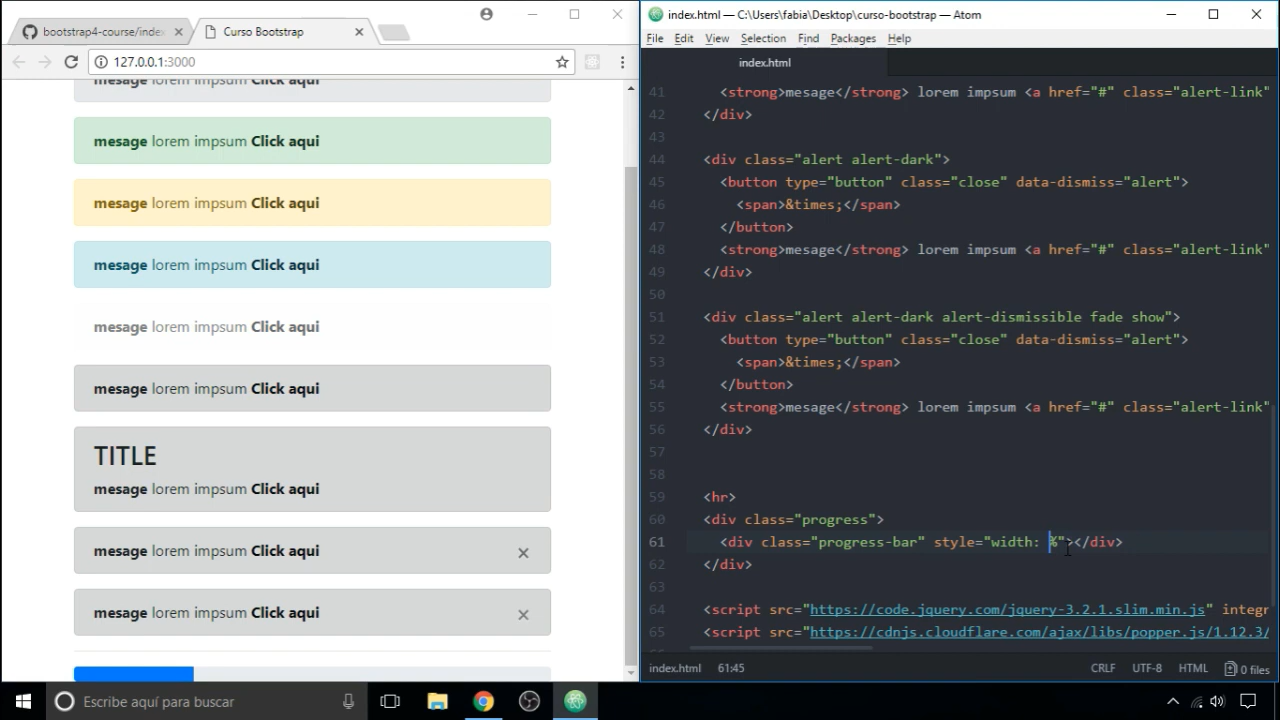 bootstrap4-course/index
Curso Bootstrap
127.0.0.1:3000
mesage lorem impsum Click aqui
mesage lorem impsum Click aqui
mesage lorem impsum Click aqui
mesage lorem impsum Click aqui
mesage lorem impsum Click aqui
mesage lorem impsum Click aqui
TITLE
mesage lorem impsum Click aqui
mesage lorem impsum Click aqui ×
mesage lorem impsum Click aqui ×
index.html — C:\Users\fabia\Desktop\curso-bootstrap — Atom
File Edit View Selection Find Packages Help
index.html
41 <strong>mesage</strong> lorem impsum <a href="#" class="alert-link"
42 </div>
43
44 <div class="alert alert-dark">
45 <button type="button" class="close" data-dismiss="alert">
46 <span>&times;</span>
47 </button>
48 <strong>mesage</strong> lorem impsum <a href="#" class="alert-link"
49 </div>
50
51 <div class="alert alert-dark alert-dismissible fade show">
52 <button type="button" class="close" data-dismiss="alert">
53 <span>&times;</span>
54 </button>
55 <strong>mesage</strong> lorem impsum <a href="#" class="alert-link"
56 </div>
57
58
59 <hr>
60 <div class="progress">
61 <div class="progress-bar" style="width: %"></div>
62 </div>
63
64 <script src="https://code.jquery.com/jquery-3.2.1.slim.min.js" integr
65 <script src="https://cdnjs.cloudflare.com/ajax/libs/popper.js/1.12.3/
index.html 61:45 CRLF UTF-8 HTML 0 files
Escribe aquí para buscar